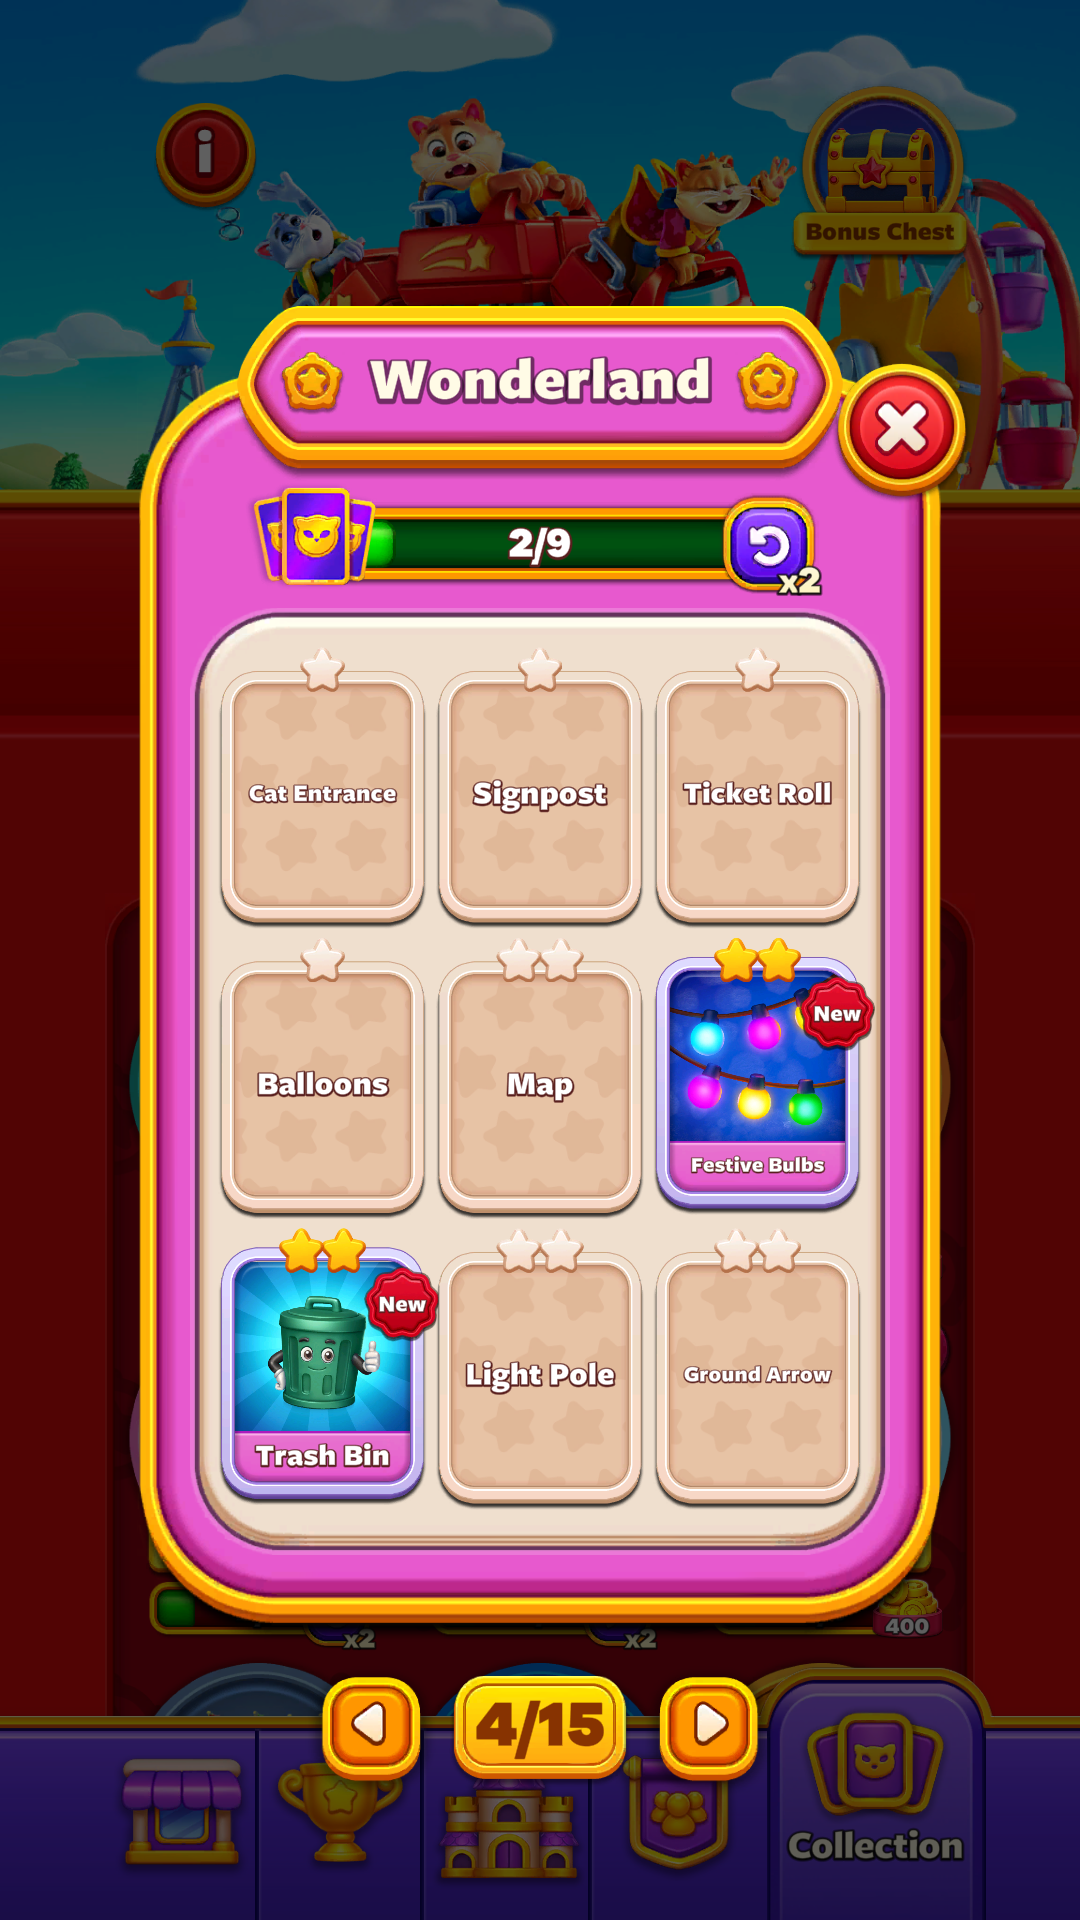 Bonus Chest
Wonderland
2/9
x2
Cat Entrance
Signpost
Ticket Roll
Balloons
Map
New
Festive Bulbs
New
Trash Bin
Light Pole
Ground Arrow
x2
x2
400
4/15
Collection